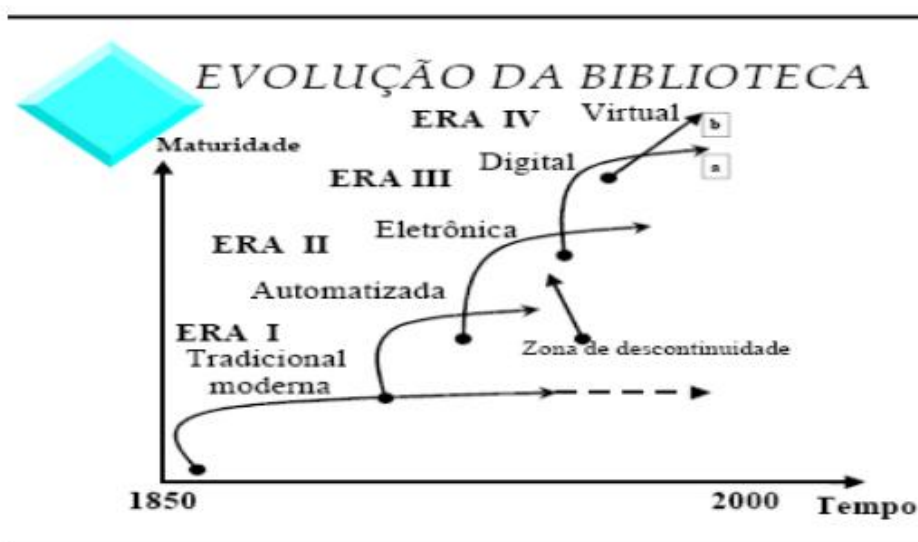 EVOLUÇÃO DA BIBLIOTECA
ERA IV
Virtual
b
Maturidade
Digital
a
ERA III
Eletrônica
ERA II
Automatizada
ERA I
Zona de descontinuidade
Tradicional
moderna
1850
2000
Tempo